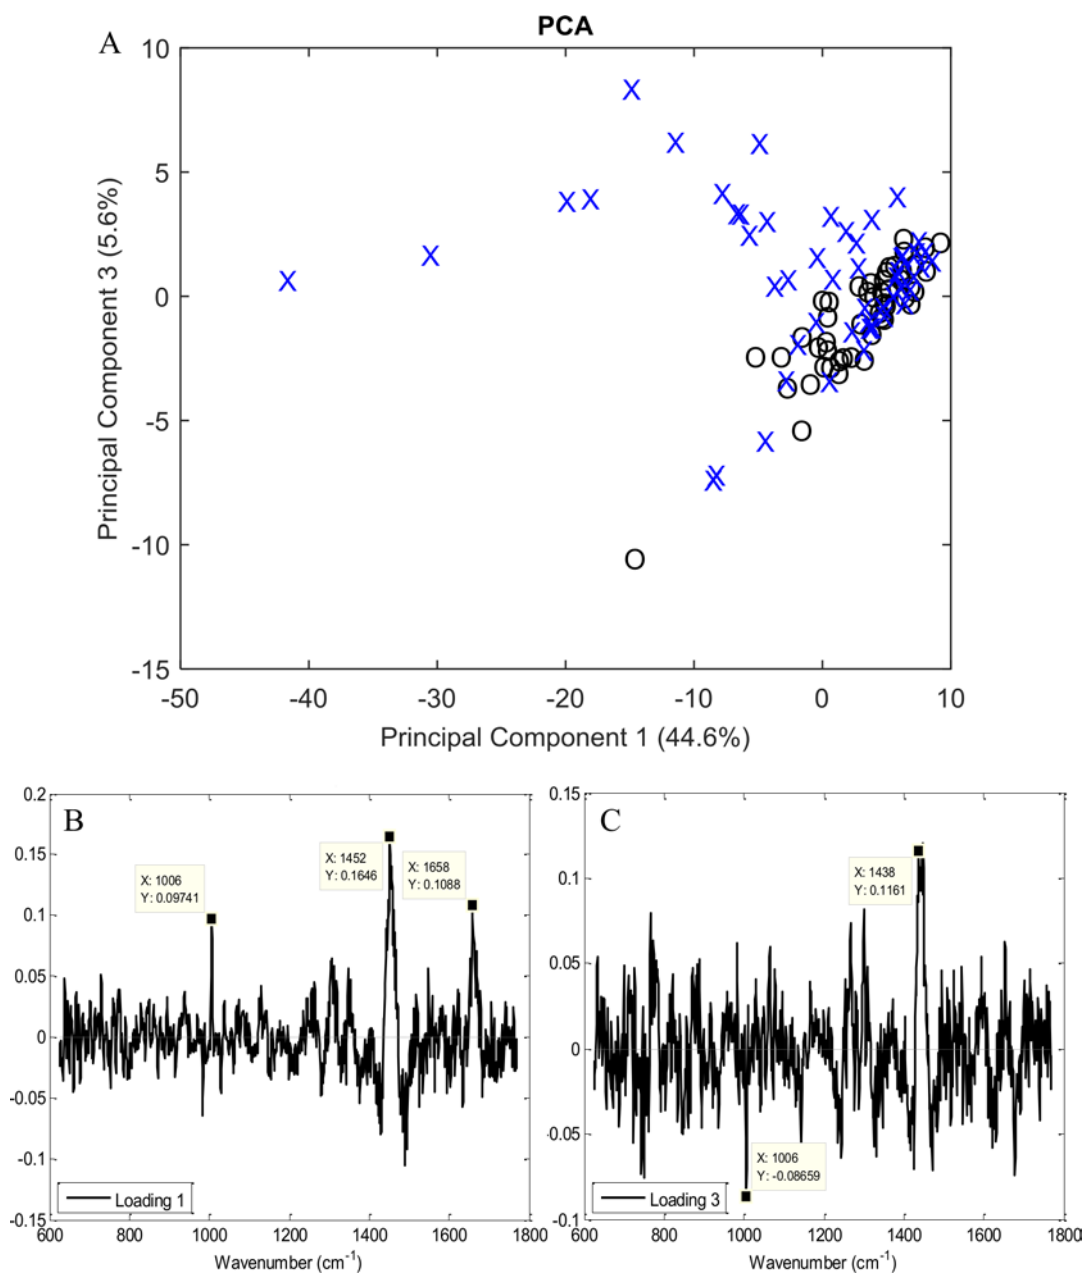 A
PCA
10
5
0
-5
-10
-15
Principal Component 3 (5.6%)
-50
-40
-30
-20
-10
0
10
Principal Component 1 (44.6%)
B
0.2
0.15
0.1
0.05
0
-0.05
-0.1
-0.15
X: 1006
Y: 0.09741
X: 1452
Y: 0.1646
X: 1658
Y: 0.1088
Loading 1
600
800
1000
1200
1400
1600
1800
Wavenumber (cm⁻¹)
C
0.15
0.1
0.05
0
-0.05
-0.1
X: 1438
Y: 0.1161
X: 1006
Y: -0.08659
Loading 3
600
800
1000
1200
1400
1600
1800
Wavenumber (cm⁻¹)